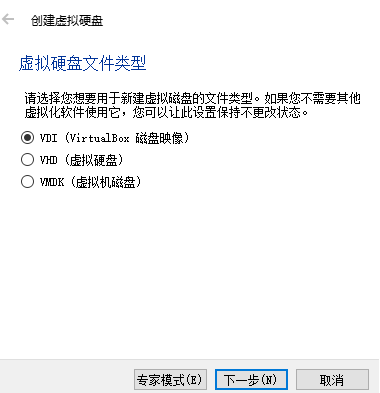 创建虚拟硬盘
虚拟硬盘文件类型
请选择您想要用于新建虚拟磁盘的文件类型。如果您不需要其他
虚拟化软件使用它，您可以让此设置保持不更改状态。
VDI (VirtualBox 磁盘映像)
VHD (虚拟硬盘)
VMDK (虚拟机磁盘)
专家模式(E) 下一步(N) 取消